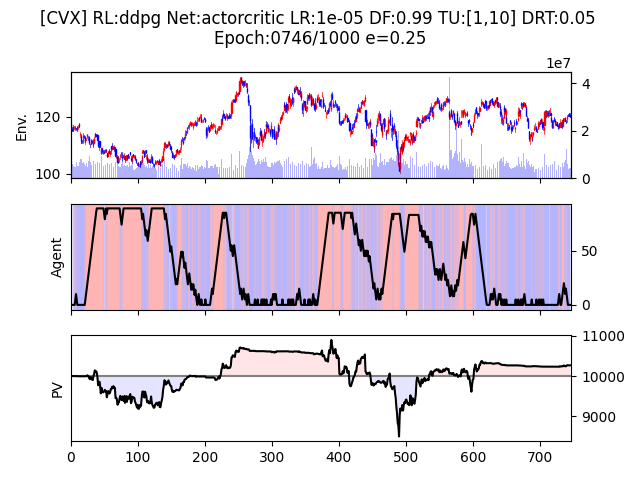 [CVX] RL:ddpg Net:actorcritic LR:1e-05 DF:0.99 TU:[1,10] DRT:0.05
Epoch:0746/1000 e=0.25
1e7
Env.
120
100
4
2
0
Agent
50
0
PV
11000
10000
9000
0 100 200 300 400 500 600 700